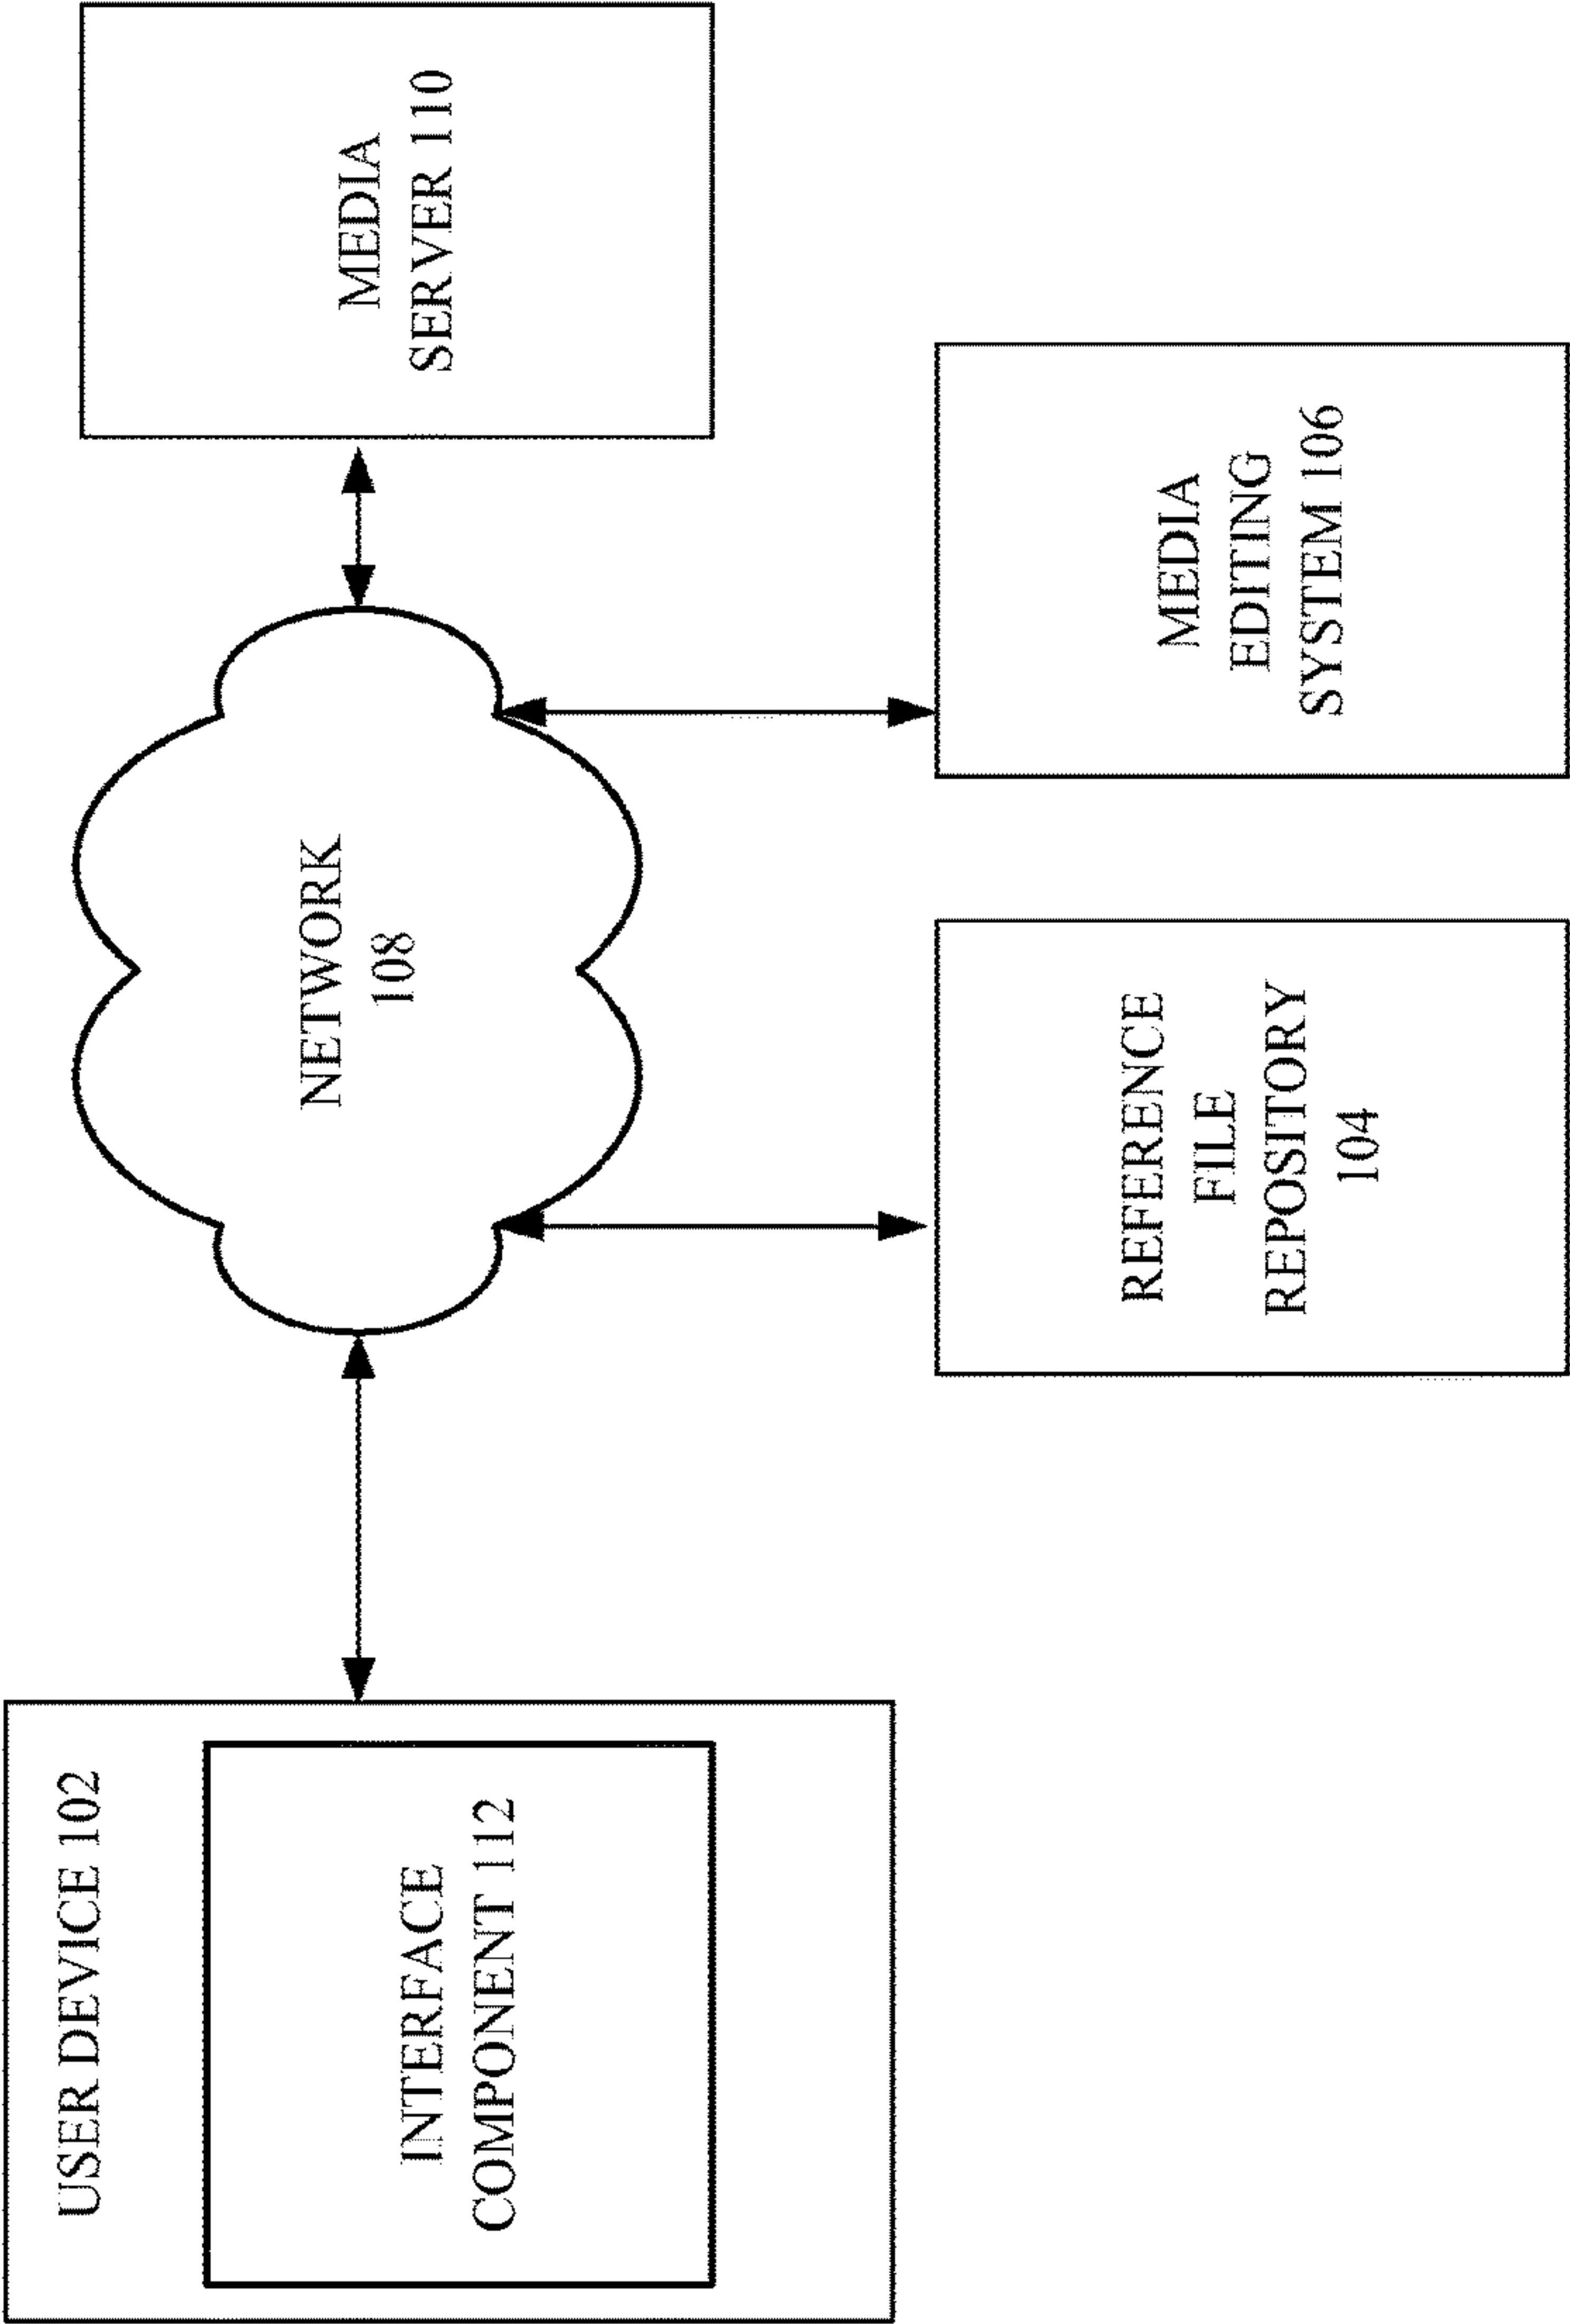 USER DEVICE 102
INTERFACE
COMPONENT 112
NETWORK
108
MEDIA
SERVER 110
REFERENCE
FILE
REPOSITORY
104
MEDIA
EDITING
SYSTEM 106